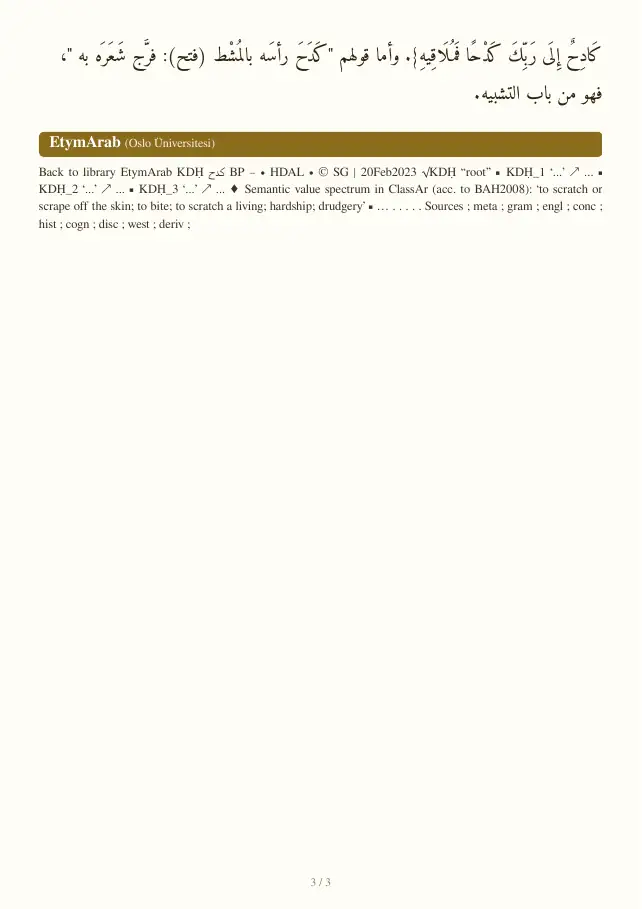 كَادِحٌ إِلَى رَبِّكَ كَدْحًا فَمُلَاقِيهِ}. وأما قولهم "كَدَحَ رأسَه بالمُشْط (فتح): فرَّج شَعَرَه به "،
فهو من باب التشبيه.
EtymArab (Oslo Üniversitesi)
Back to library EtymArab KDḤ كدح BP – • HDAL • © SG | 20Feb2023 √KDḤ “root” ▪ KDḤ_1 ‘...’ ↗ ... ▪
KDḤ_2 ‘...’ ↗ ... ▪ KDḤ_3 ‘...’ ↗ ... ♦ Semantic value spectrum in ClassAr (acc. to BAH2008): ‘to scratch or
scrape off the skin; to bite; to scratch a living; hardship; drudgery’ ▪ … . . . . . Sources ; meta ; gram ; engl ; conc ;
hist ; cogn ; disc ; west ; deriv ;
3 / 3